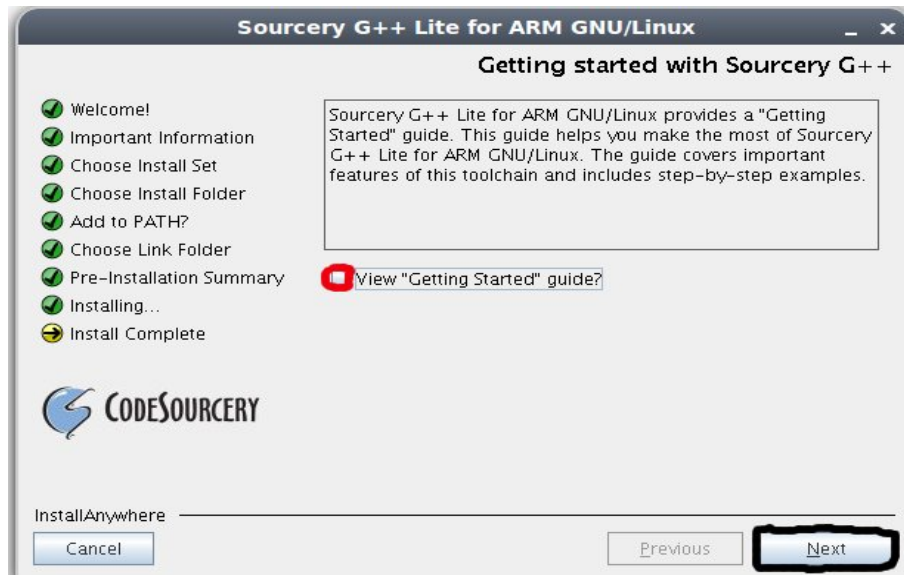 Sourcery G++ Lite for ARM GNU/Linux
Getting started with Sourcery G++
Welcome!
Important Information
Choose Install Set
Choose Install Folder
Add to PATH?
Choose Link Folder
Pre-Installation Summary
Installing...
Install Complete
Sourcery G++ Lite for ARM GNU/Linux provides a "Getting
Started" guide. This guide helps you make the most of Sourcery
G++ Lite for ARM GNU/Linux. The guide covers important
features of this toolchain and includes step-by-step examples.
View "Getting Started" guide?
CODESOURCERY
InstallAnywhere
Cancel
Previous
Next